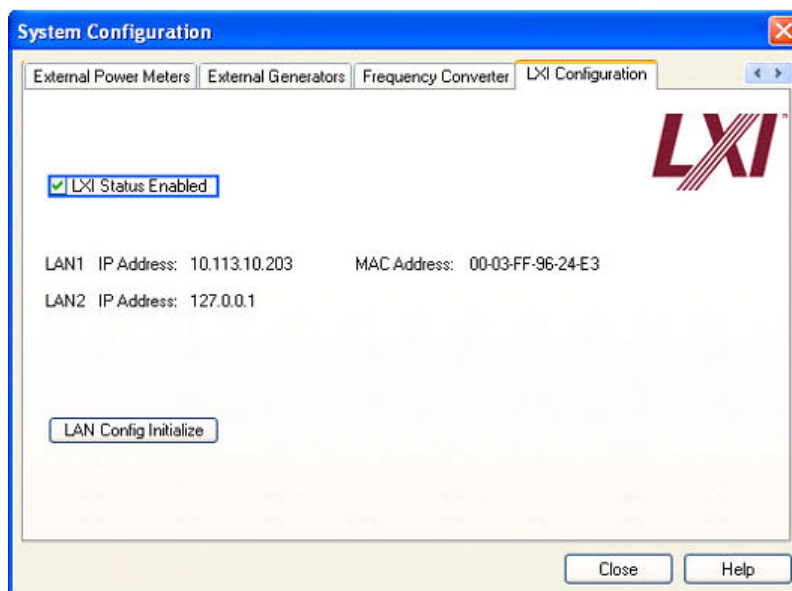 System Configuration
External Power Meters External Generators Frequency Converter LXI Configuration
LXI
LXI Status Enabled
LAN1 IP Address: 10.113.10.203 MAC Address: 00-03-FF-96-24-E3
LAN2 IP Address: 127.0.0.1
LAN Config Initialize
Close Help